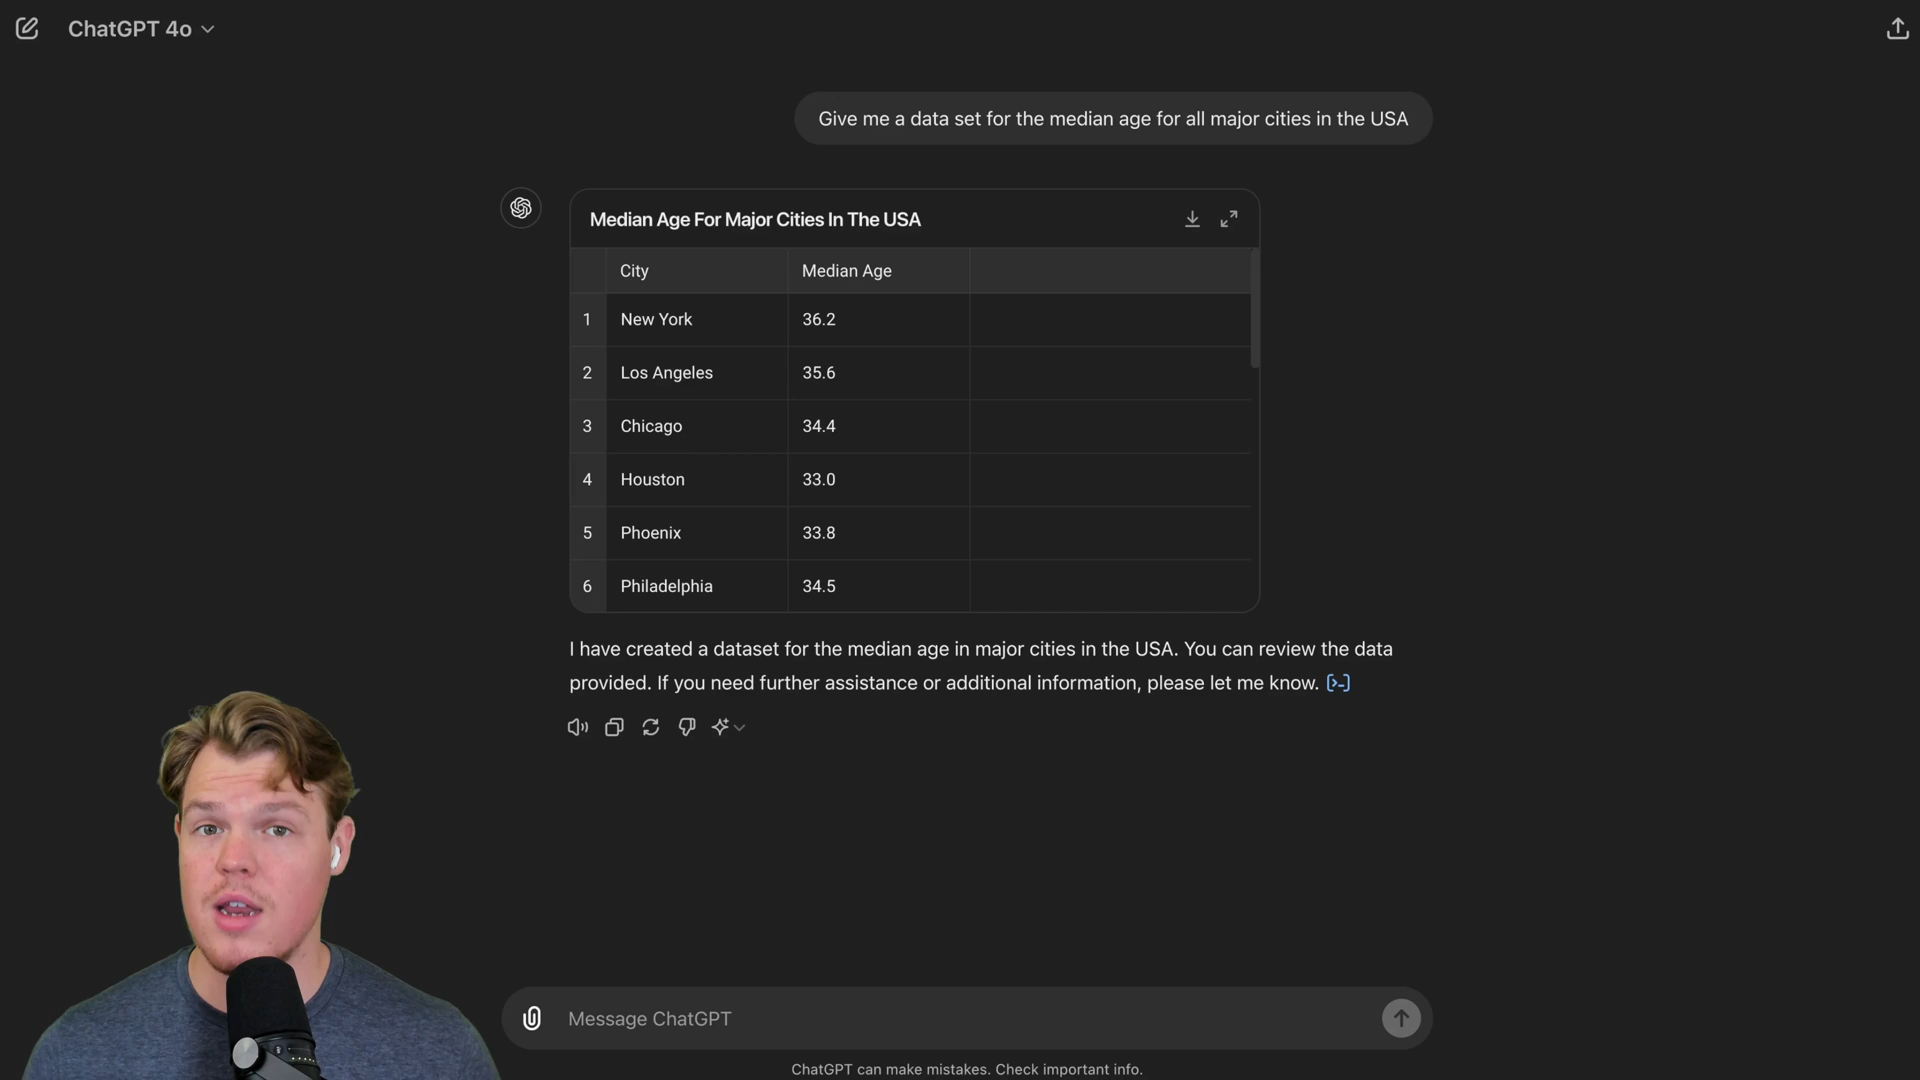 ChatGPT 4o
Give me a data set for the median age for all major cities in the USA
Median Age For Major Cities In The USA
City Median Age
1 New York 36.2
2 Los Angeles 35.6
3 Chicago 34.4
4 Houston 33.0
5 Phoenix 33.8
6 Philadelphia 34.5
I have created a dataset for the median age in major cities in the USA. You can review the data
provided. If you need further assistance or additional information, please let me know. [>-]
Message ChatGPT
ChatGPT can make mistakes. Check important info.